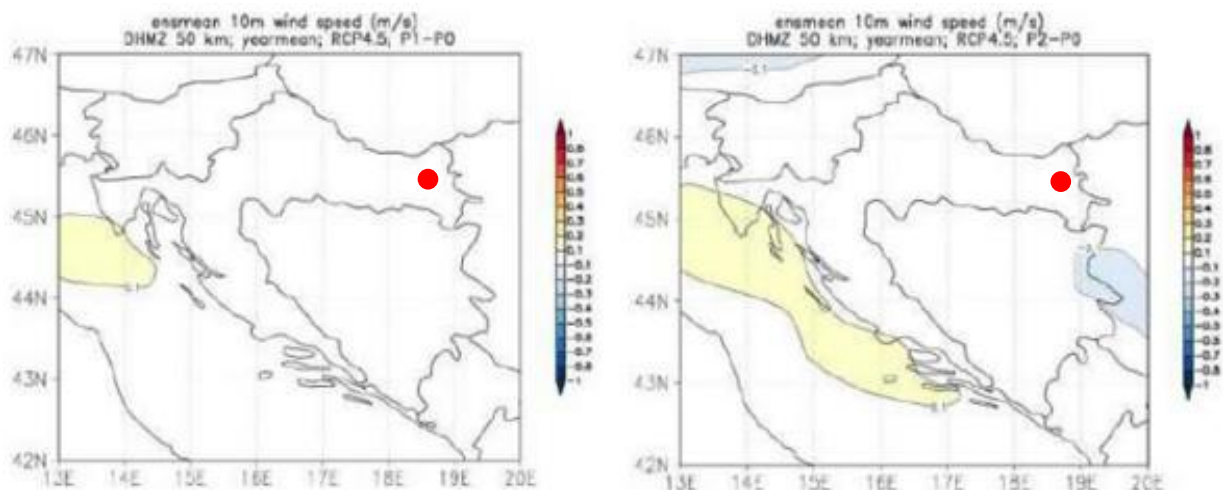 ensmean 10m wind speed (m/s)
DHMZ 50 km; yearmean; RCP4.5; P1-P0
47N
46N
45N
44N
43N
42N
13E 14E 15E 16E 17E 18E 19E 20E
0.1
1
0.8
0.7
0.6
0.5
0.4
0.3
0.2
0.1
-0.1
-0.2
-0.3
-0.4
-0.5
-0.6
-0.7
-0.8
-1
ensmean 10m wind speed (m/s)
DHMZ 50 km; yearmean; RCP4.5; P2-P0
47N
46N
45N
44N
43N
42N
13E 14E 15E 16E 17E 18E 19E 20E
-0.1
0.1
1
0.8
0.7
0.6
0.5
0.4
0.3
0.2
0.1
-0.1
-0.2
-0.3
-0.4
-0.5
-0.6
-0.7
-0.8
-1